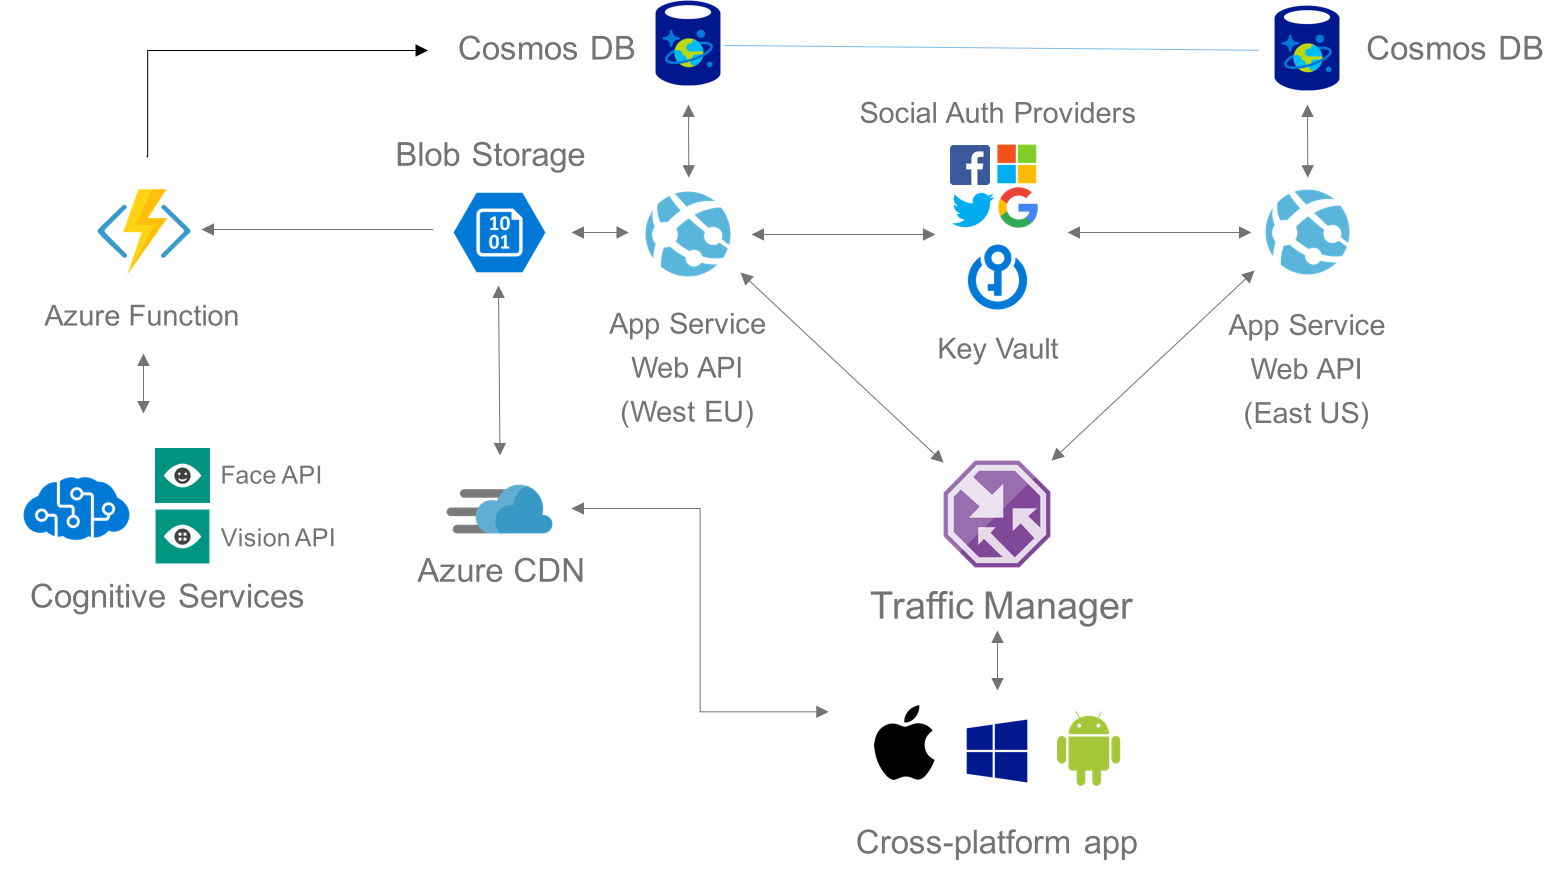 Cosmos DB
Cosmos DB
Social Auth Providers
Blob Storage
10
01
Azure Function
App Service
Web API
(West EU)
Key Vault
App Service
Web API
(East US)
Face API
Vision API
Cognitive Services
Azure CDN
Traffic Manager
Cross-platform app